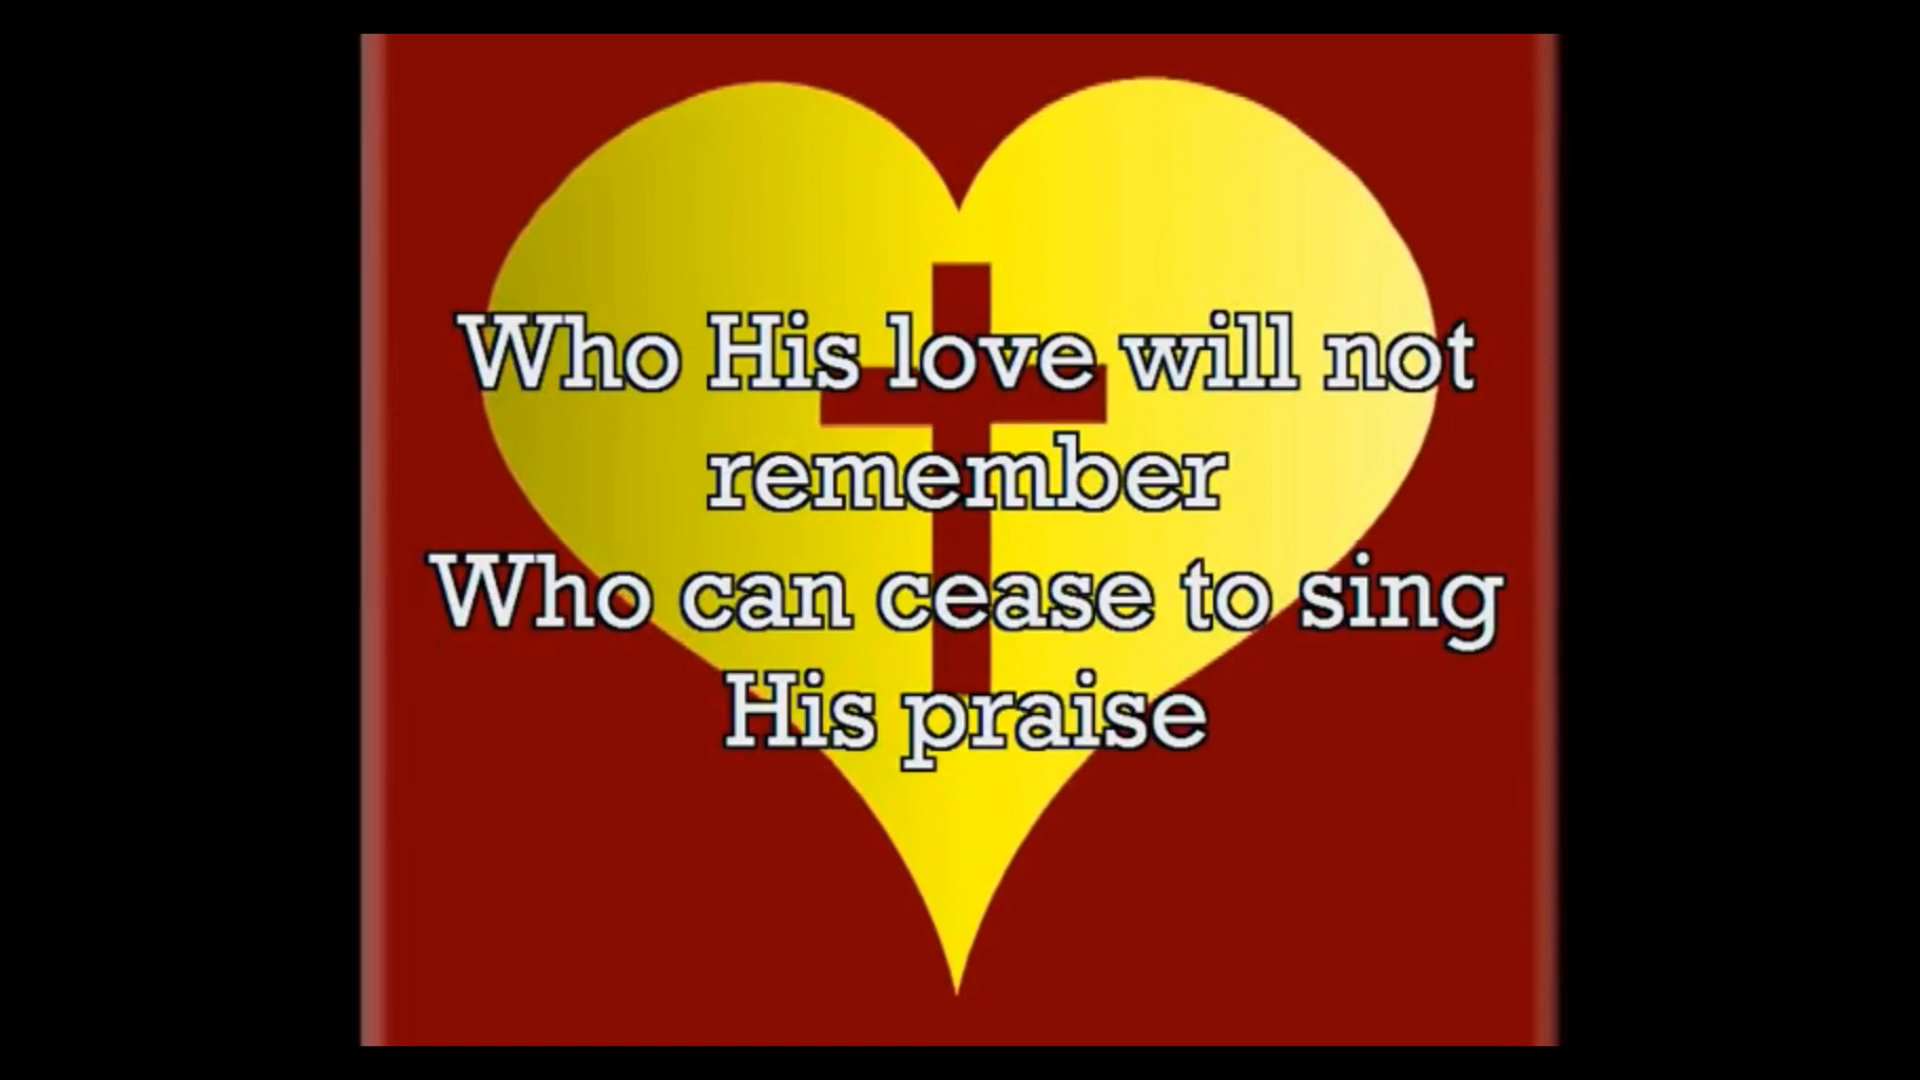 Who His love will not
remember
Who can cease to sing
His praise